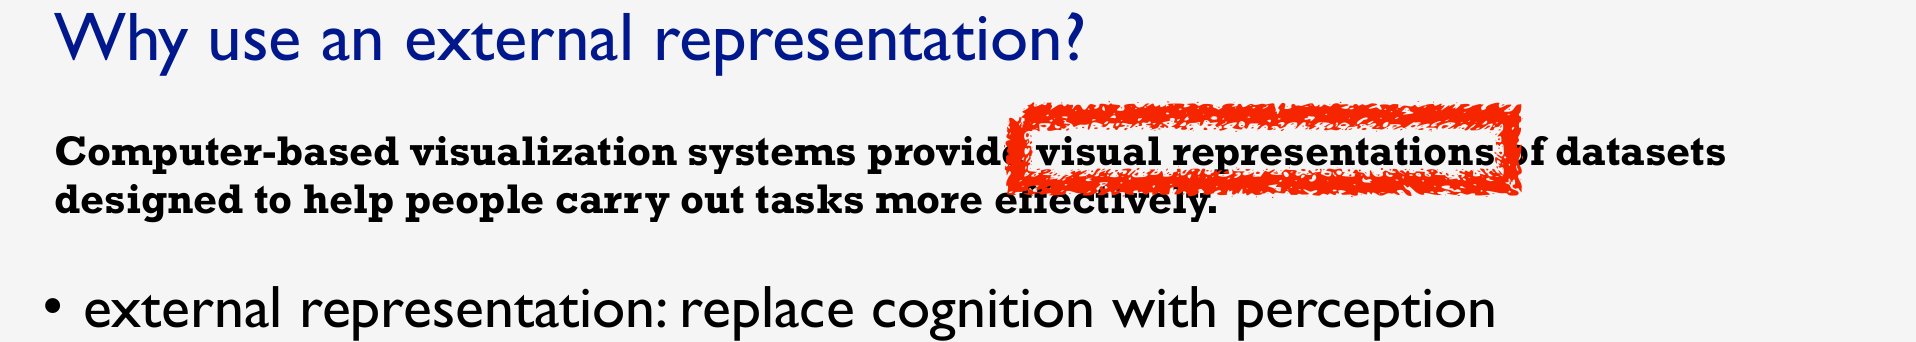 Why use an external representation?
Computer-based visualization systems provide visual representations of datasets
designed to help people carry out tasks more effectively.
• external representation: replace cognition with perception